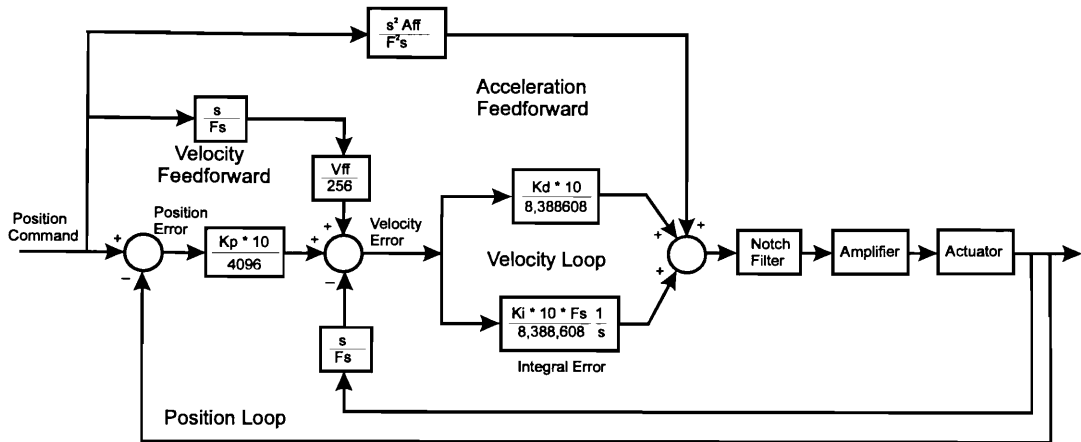 s² Aff
F²s
Acceleration
Feedforward
s
Fs
Velocity
Feedforward
Vff
256
Kd * 10
8,388608
Position
Command
+
Position
Error
Kp * 10
4096
+
+
Velocity
Error
Velocity Loop
+
+
+
Notch
Filter
Amplifier
Actuator
−
−
Ki * 10 * Fs 1
8,388,608 s
Integral Error
s
Fs
Position Loop